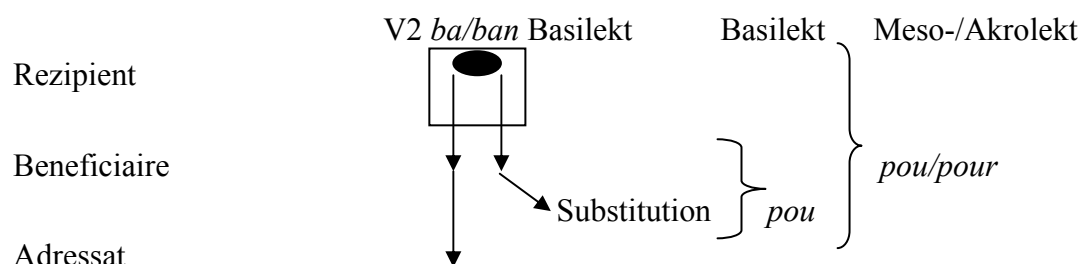 V2 ba/ban Basilekt Basilekt Meso-/Akrolekt
Rezipient
Beneficiaire pou/pour
Substitution pou
Adressat